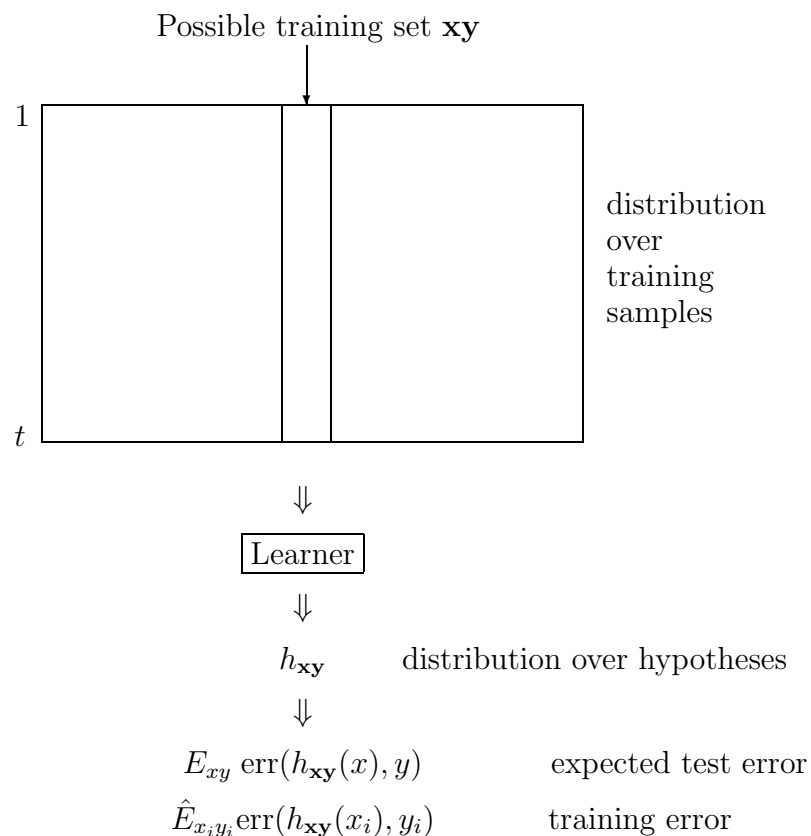 Possible training set xy
1
distribution
over
training
samples
t
⇓
Learner
⇓
h_xy distribution over hypotheses
⇓
E_xy err(h_xy(x), y) expected test error
Ê_{x_i y_i} err(h_xy(x_i), y_i) training error